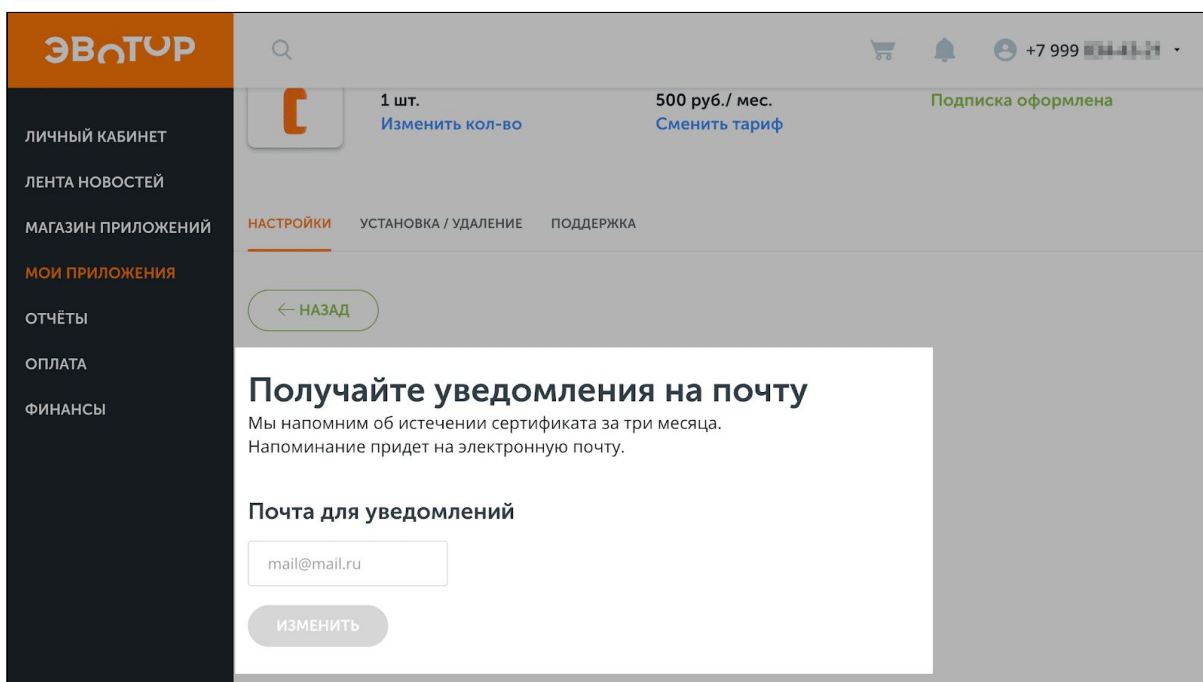 ЭВОТОР
+7 999
1 шт.
500 руб./ мес.
Подписка оформлена
Изменить кол-во
Сменить тариф
ЛИЧНЫЙ КАБИНЕТ
ЛЕНТА НОВОСТЕЙ
МАГАЗИН ПРИЛОЖЕНИЙ
МОИ ПРИЛОЖЕНИЯ
ОТЧЁТЫ
ОПЛАТА
ФИНАНСЫ
НАСТРОЙКИ
УСТАНОВКА / УДАЛЕНИЕ
ПОДДЕРЖКА
← НАЗАД
Получайте уведомления на почту
Мы напомним об истечении сертификата за три месяца.
Напоминание придет на электронную почту.
Почта для уведомлений
mail@mail.ru
ИЗМЕНИТЬ